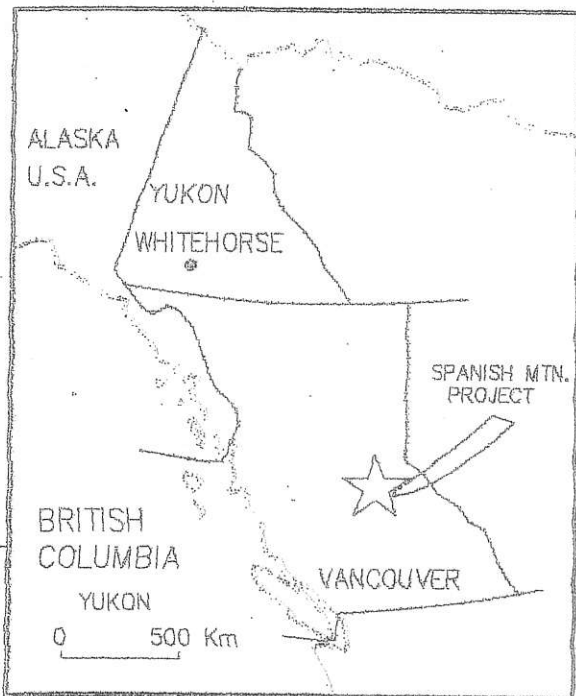 ALASKA
U.S.A.
YUKON
WHITEHORSE
SPANISH MTN.
PROJECT
BRITISH
COLUMBIA
YUKON
VANCOUVER
0 500 Km